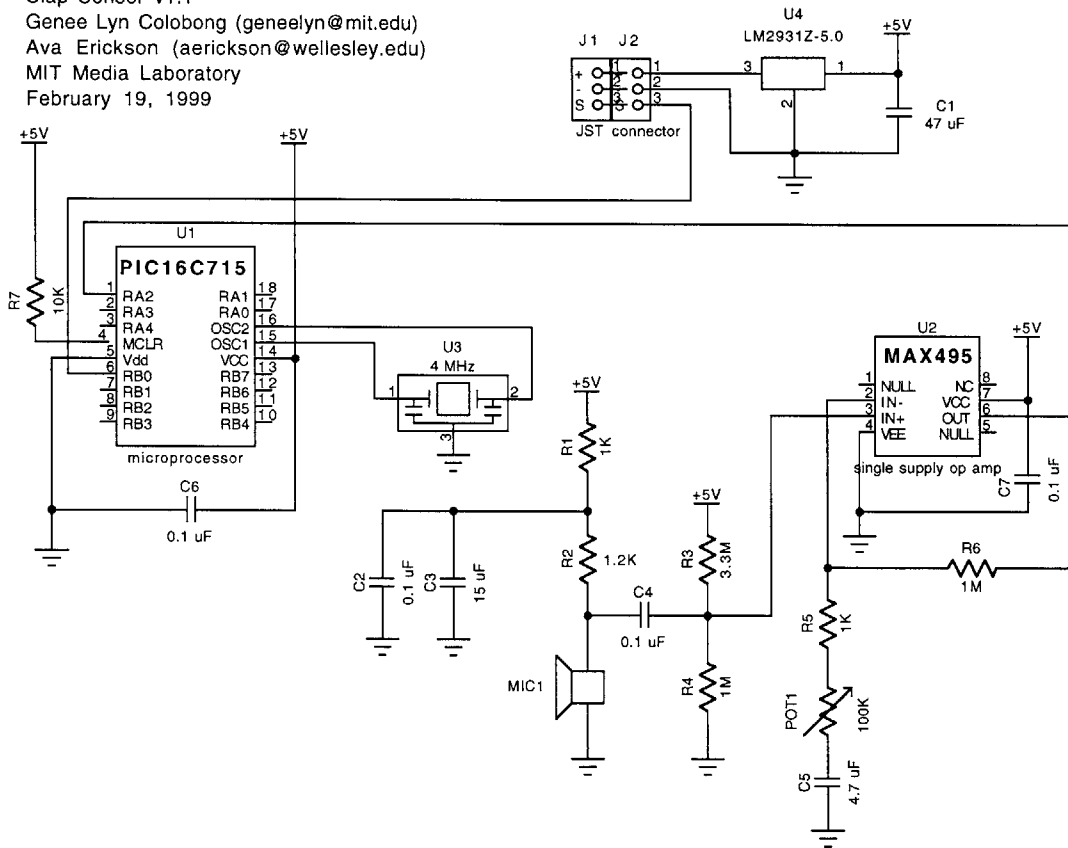 Genee Lyn Colobong (geneelyn@mit.edu)
Ava Erickson (aerickson@wellesley.edu)
MIT Media Laboratory
February 19, 1999
J1 J2
+ 1 1
- 2 2
S 3 3
JST connector
U4
LM2931Z-5.0
3 1
2
+5V
C1
47 uF
+5V
R7
10K
+5V
U1
PIC16C715
1 RA2 RA1 18
2 RA3 RA0 17
3 RA4 OSC2 16
4 MCLR OSC1 15
5 Vdd VCC 14
6 RB0 RB7 13
7 RB1 RB6 12
8 RB2 RB5 11
9 RB3 RB4 10
microprocessor
C6
0.1 uF
U3
4 MHz
1 2
3
+5V
R1
1K
R2
1.2K
C2
0.1 uF
C3
15 uF
MIC1
C4
0.1 uF
+5V
R3
3.3M
R4
1M
U2
MAX495
1 NULL NC 8
2 IN- VCC 7
3 IN+ OUT 6
4 VEE NULL 5
single supply op amp
+5V
C7
0.1 uF
R6
1M
R5
1K
POT1
100K
C5
4.7 uF